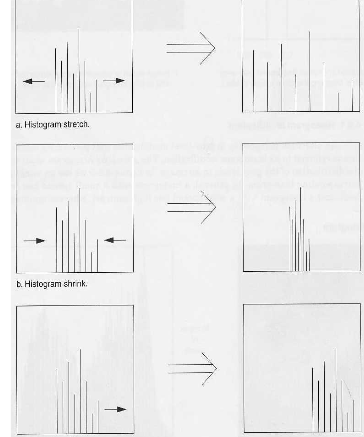 a. Histogram stretch.
b. Histogram shrink.